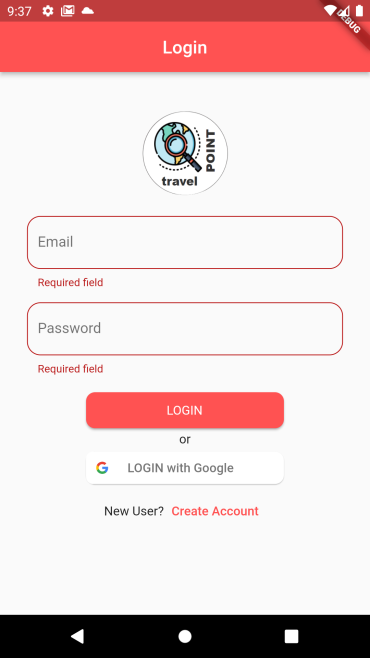 9:37
DEBUG
Login
travel
POINT
Email
Required field
Password
Required field
LOGIN
or
LOGIN with Google
New User? Create Account